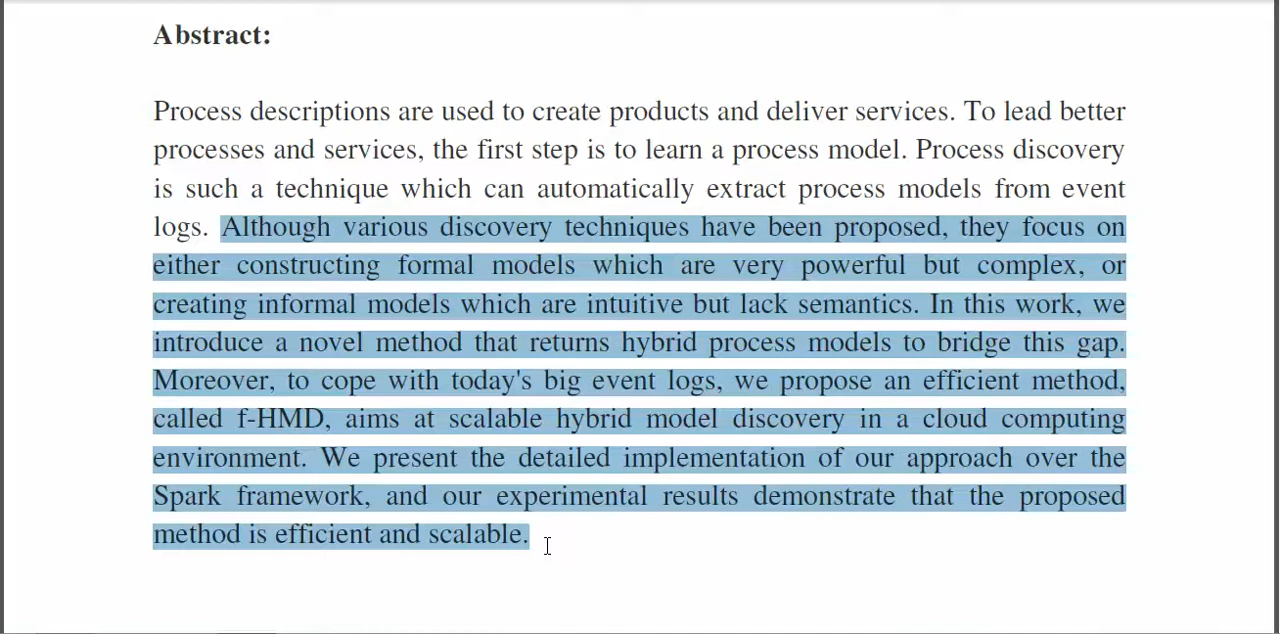 Abstract:
Process descriptions are used to create products and deliver services. To lead better
processes and services, the first step is to learn a process model. Process discovery
is such a technique which can automatically extract process models from event
logs. Although various discovery techniques have been proposed, they focus on
either constructing formal models which are very powerful but complex, or
creating informal models which are intuitive but lack semantics. In this work, we
introduce a novel method that returns hybrid process models to bridge this gap.
Moreover, to cope with today's big event logs, we propose an efficient method,
called f-HMD, aims at scalable hybrid model discovery in a cloud computing
environment. We present the detailed implementation of our approach over the
Spark framework, and our experimental results demonstrate that the proposed
method is efficient and scalable.